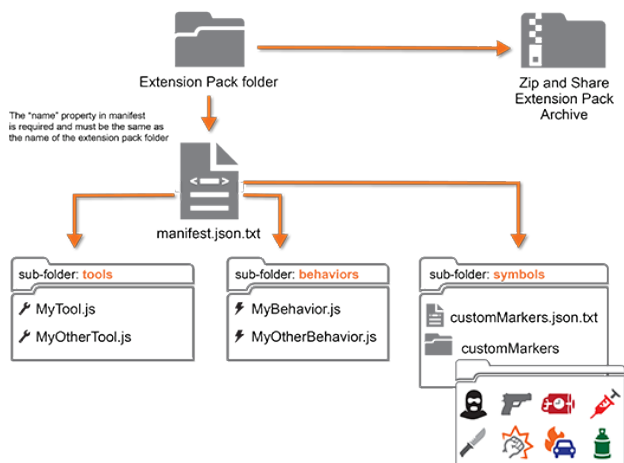 Extension Pack folder
Zip and Share
Extension Pack
Archive
The "name" property in manifest
is required and must be the same as
the name of the extension pack folder
manifest.json.txt
sub-folder: tools
MyTool.js
MyOtherTool.js
sub-folder: behaviors
MyBehavior.js
MyOtherBehavior.js
sub-folder: symbols
customMarkers.json.txt
customMarkers